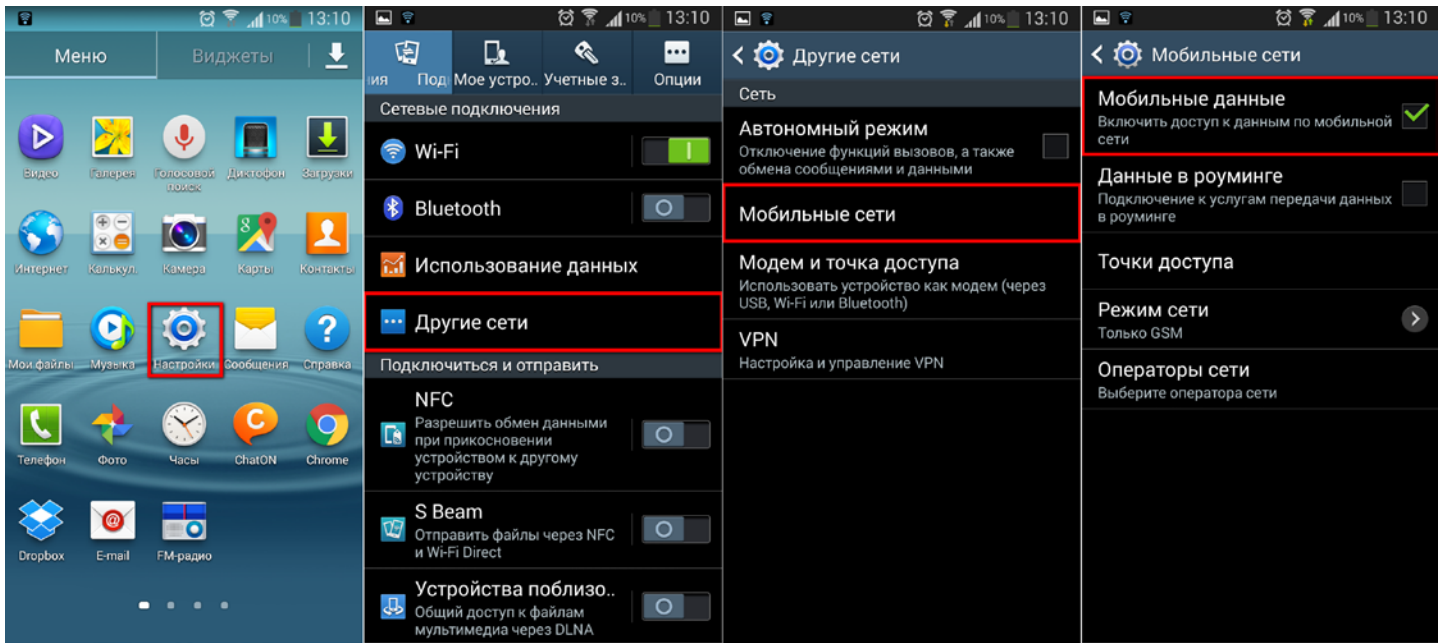 10% 13:10
Меню
Виджеты
Видео
Галерея
Голосовой
поиск
Диктофон
Загрузки
Интернет
Калькул.
Камера
Карты
Контакты
Мои файлы
Музыка
Настройки
Сообщения
Справка
Телефон
Фото
Часы
ChatON
Chrome
Dropbox
E-mail
FM-радио
10% 13:10
ия
Под
Мое устро..
Учетные з..
Опции
Сетевые подключения
Wi-Fi
Bluetooth
Использование данных
Другие сети
Подключиться и отправить
NFC
Разрешить обмен данными
при прикосновении
устройством к другому
устройству
S Beam
Отправить файлы через NFC
и Wi-Fi Direct
Устройства поблизо..
Общий доступ к файлам
мультимедиа через DLNA
10% 13:10
Другие сети
Сеть
Автономный режим
Отключение функций вызовов, а также
обмена сообщениями и данными
Мобильные сети
Модем и точка доступа
Использовать устройство как модем (через
USB, Wi-Fi или Bluetooth)
VPN
Настройка и управление VPN
10% 13:10
Мобильные сети
Мобильные данные
Включить доступ к данным по мобильной
сети
Данные в роуминге
Подключение к услугам передачи данных
в роуминге
Точки доступа
Режим сети
Только GSM
Операторы сети
Выберите оператора сети